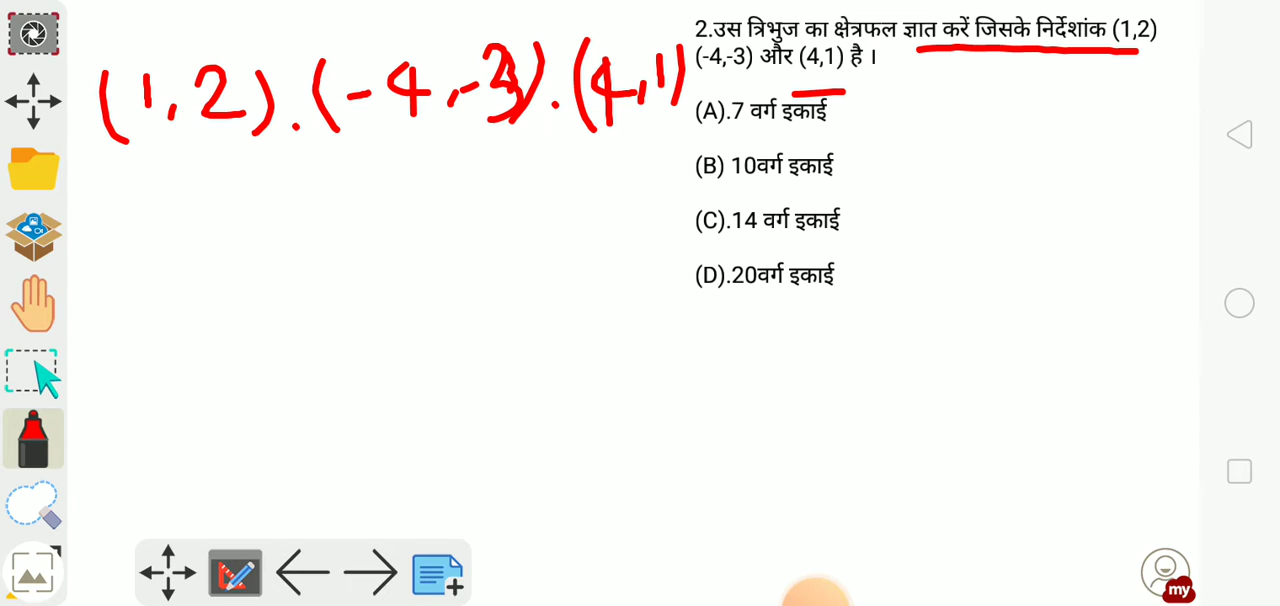 (1,2).(-4,-3).(4,1)
2.उस त्रिभुज का क्षेत्रफल ज्ञात करें जिसके निर्देशांक (1,2)
(-4,-3) और (4,1) है ।
(A).7 वर्ग इकाई
(B) 10वर्ग इकाई
(C).14 वर्ग इकाई
(D).20वर्ग इकाई
my